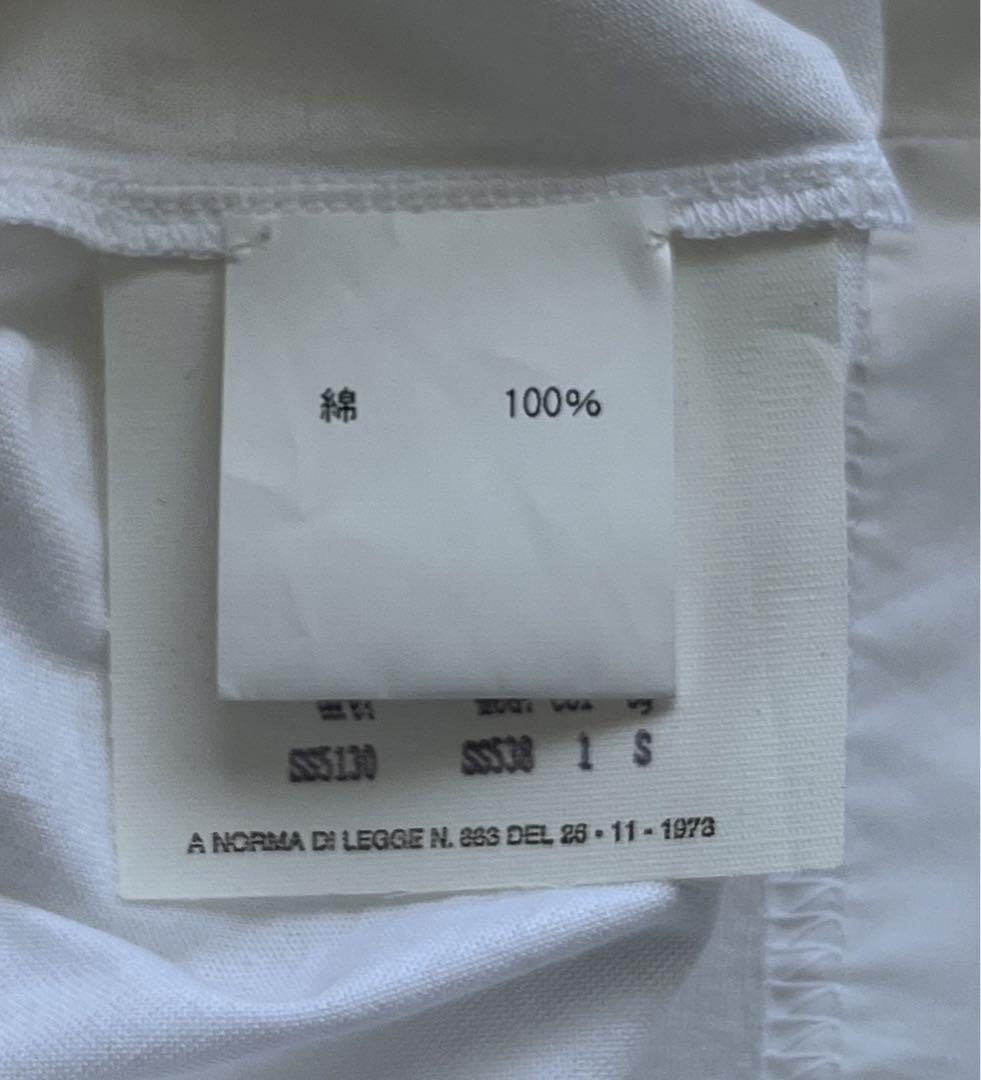 綿 100%
SS5130 SS538 1 S
A NORMA DI LEGGE N. 883 DEL 26 • 11 - 1973